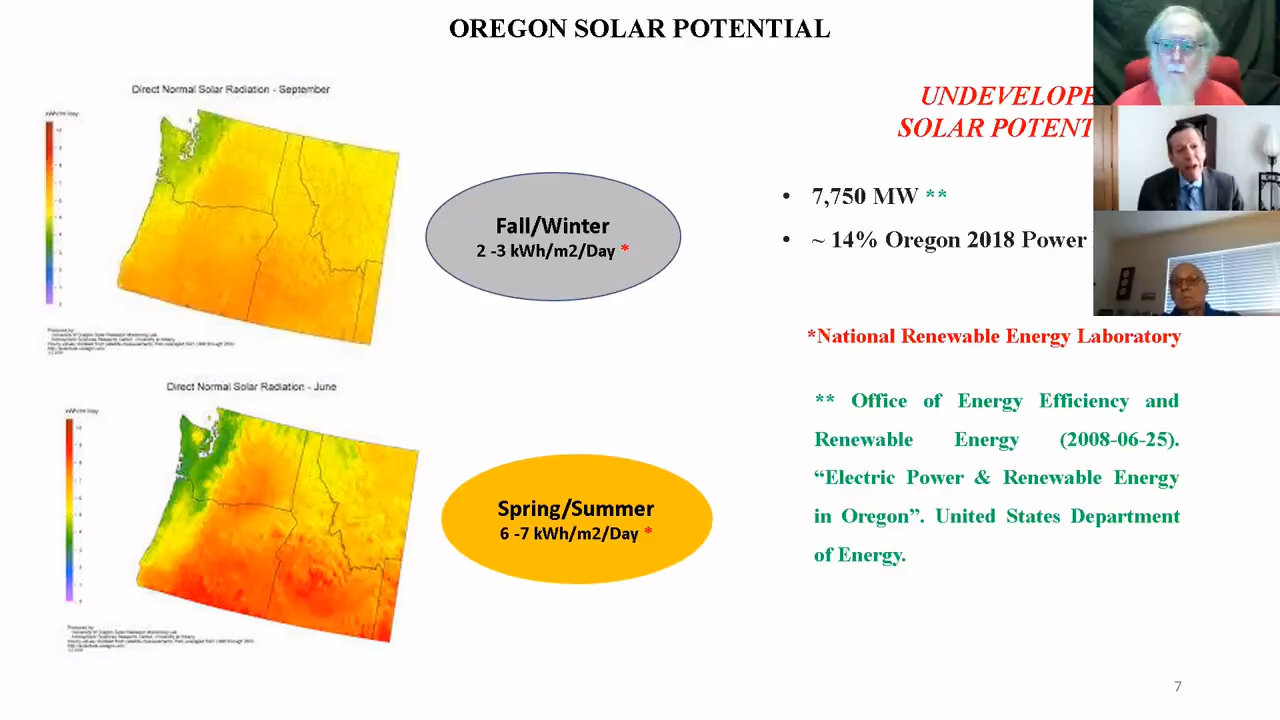 OREGON SOLAR POTENTIAL
Direct Normal Solar Radiation - September
Fall/Winter
2 -3 kWh/m2/Day *
Direct Normal Solar Radiation - June
Spring/Summer
6 -7 kWh/m2/Day *
UNDEVELOPE
SOLAR POTENT
• 7,750 MW **
• ~ 14% Oregon 2018 Power
*National Renewable Energy Laboratory
** Office of Energy Efficiency and
Renewable Energy (2008-06-25).
“Electric Power & Renewable Energy
in Oregon”. United States Department
of Energy.
7